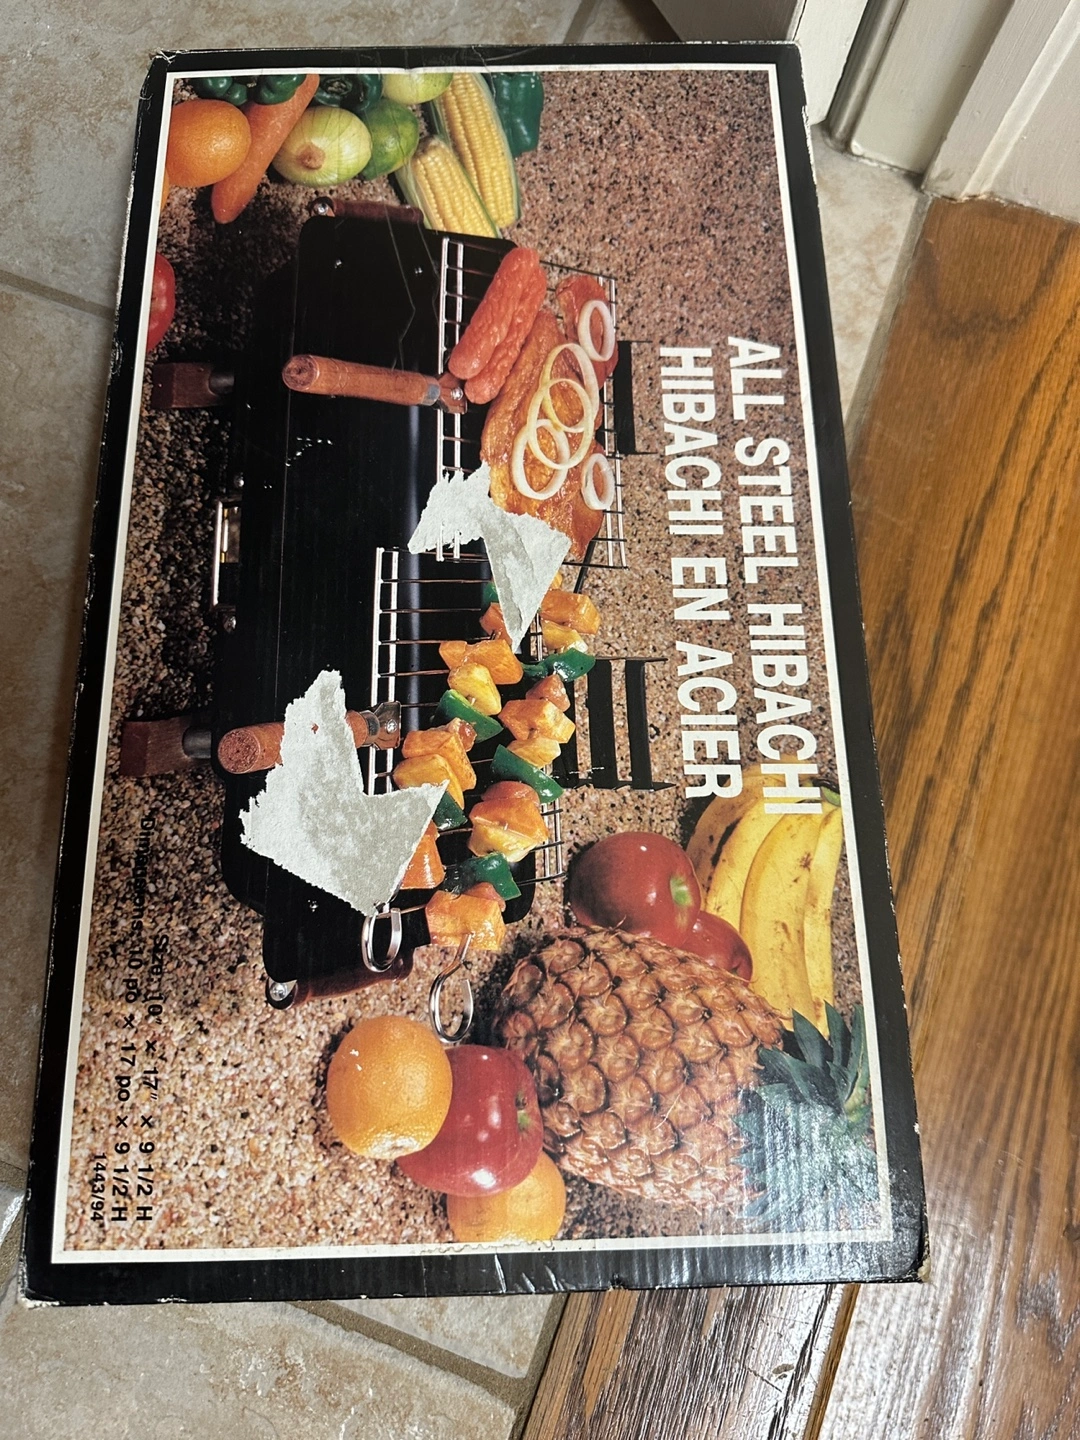 ALL STEEL HIBACHI
HIBACHI EN ACIER
Size: 10" × 17" × 9 1/2 H
Dimensions 10 po × 17 po × 9 1/2 H
1443/94